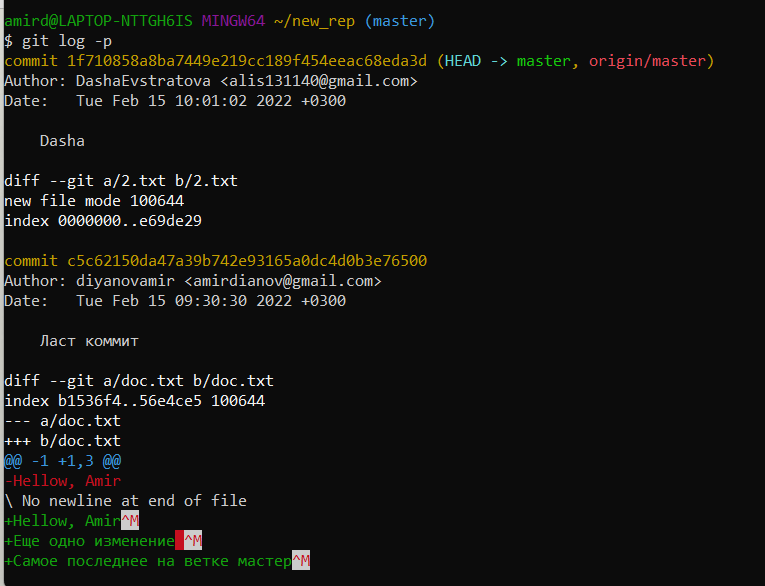 amird@LAPTOP-NTTGH6IS MINGW64 ~/new_rep (master)
$ git log -p
commit 1f710858a8ba7449e219cc189f454eeac68eda3d (HEAD -> master, origin/master)
Author: DashaEvstratova <alis131140@gmail.com>
Date:   Tue Feb 15 10:01:02 2022 +0300

    Dasha

diff --git a/2.txt b/2.txt
new file mode 100644
index 0000000..e69de29

commit c5c62150da47a39b742e93165a0dc4d0b3e76500
Author: diyanovamir <amirdianov@gmail.com>
Date:   Tue Feb 15 09:30:30 2022 +0300

    Ласт коммит

diff --git a/doc.txt b/doc.txt
index b1536f4..56e4ce5 100644
--- a/doc.txt
+++ b/doc.txt
@@ -1 +1,3 @@
-Hellow, Amir
\ No newline at end of file
+Hellow, Amir^M
+Еще одно изменение ^M
+Самое последнее на ветке мастер^M